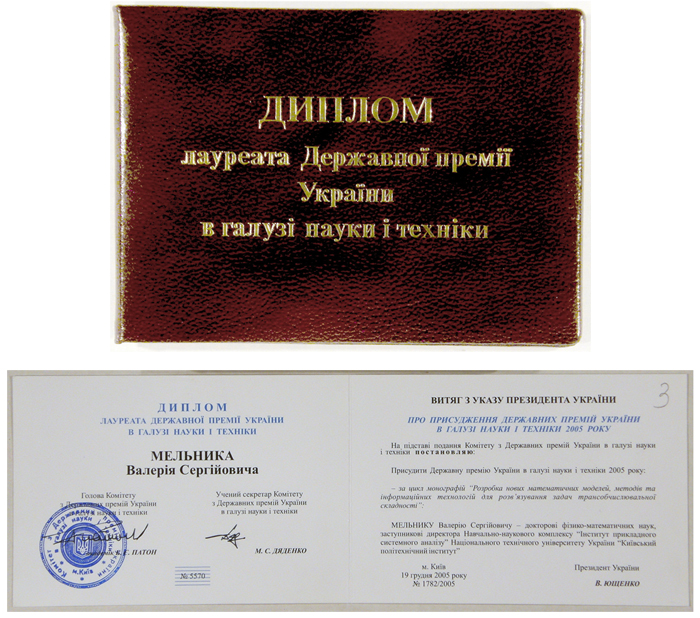 ДИПЛОМ
лауреата Державної премії
України
в галузі науки і техніки
ДИПЛОМ
ЛАУРЕАТА ДЕРЖАВНОЇ ПРЕМІЇ УКРАЇНИ
В ГАЛУЗІ НАУКИ І ТЕХНІКИ
МЕЛЬНИКА
Валерія Сергійовича
Голова Комітету
з Державних премій України
в галузі науки і техніки
Б. Є. ПАТОН
м.Київ
Учений секретар Комітету
з Державних премій України
в галузі науки і техніки
М. С. ДЯДЕНКО
№ 5570
3
ВИТЯГ З УКАЗУ ПРЕЗИДЕНТА УКРАЇНИ
ПРО ПРИСУДЖЕННЯ ДЕРЖАВНИХ ПРЕМІЙ УКРАЇНИ
В ГАЛУЗІ НАУКИ І ТЕХНІКИ 2005 РОКУ
На підставі подання Комітету з Державних премій України в галузі науки
і техніки постановляю:
Присудити Державну премію України в галузі науки і техніки 2005 року:
– за цикл монографій "Розробка нових математичних моделей, методів та
інформаційних технологій для розв'язування задач трансобчислювальної
складності":
МЕЛЬНИКУ Валерію Сергійовичу – докторові фізико-математичних наук,
заступникові директора Навчально-наукового комплексу "Інститут прикладного
системного аналізу" Національного технічного університету України "Київський
політехнічний інститут"
м. Київ
19 грудня 2005 року
№ 1782/2005
Президент України
В. ЮЩЕНКО